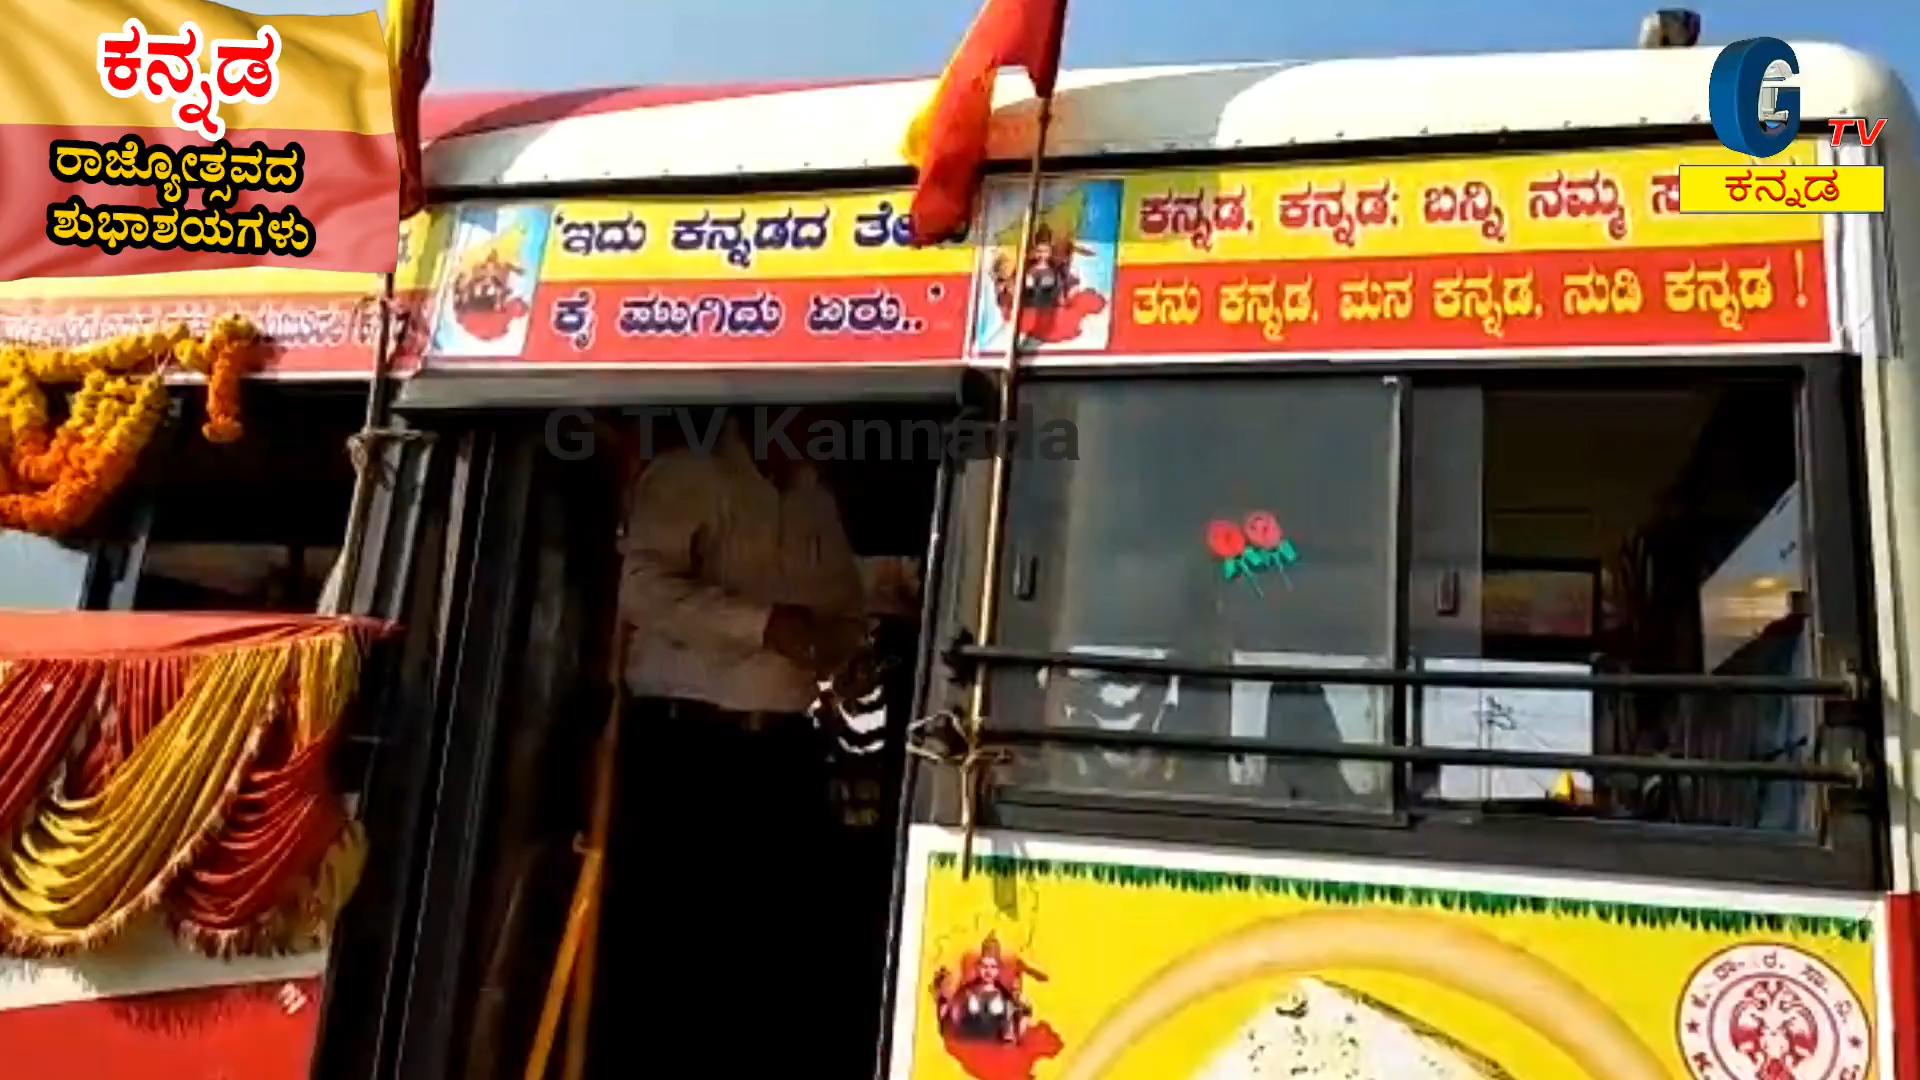 ಕನ್ನಡ
ರಾಜ್ಯೋತ್ಸವದ
ಶುಭಾಶಯಗಳು
G TV
ಕನ್ನಡ
'ಇದು ಕನ್ನಡದ
ಕೈ ಮುಗಿದು ಏರು..'
ಕನ್ನಡ, ಕನ್ನಡ; ಬನ್ನಿ ನಮ್ಮ
ತನು ಕನ್ನಡ, ಮನ ಕನ್ನಡ, ನುಡಿ ಕನ್ನಡ !
G TV Kannada